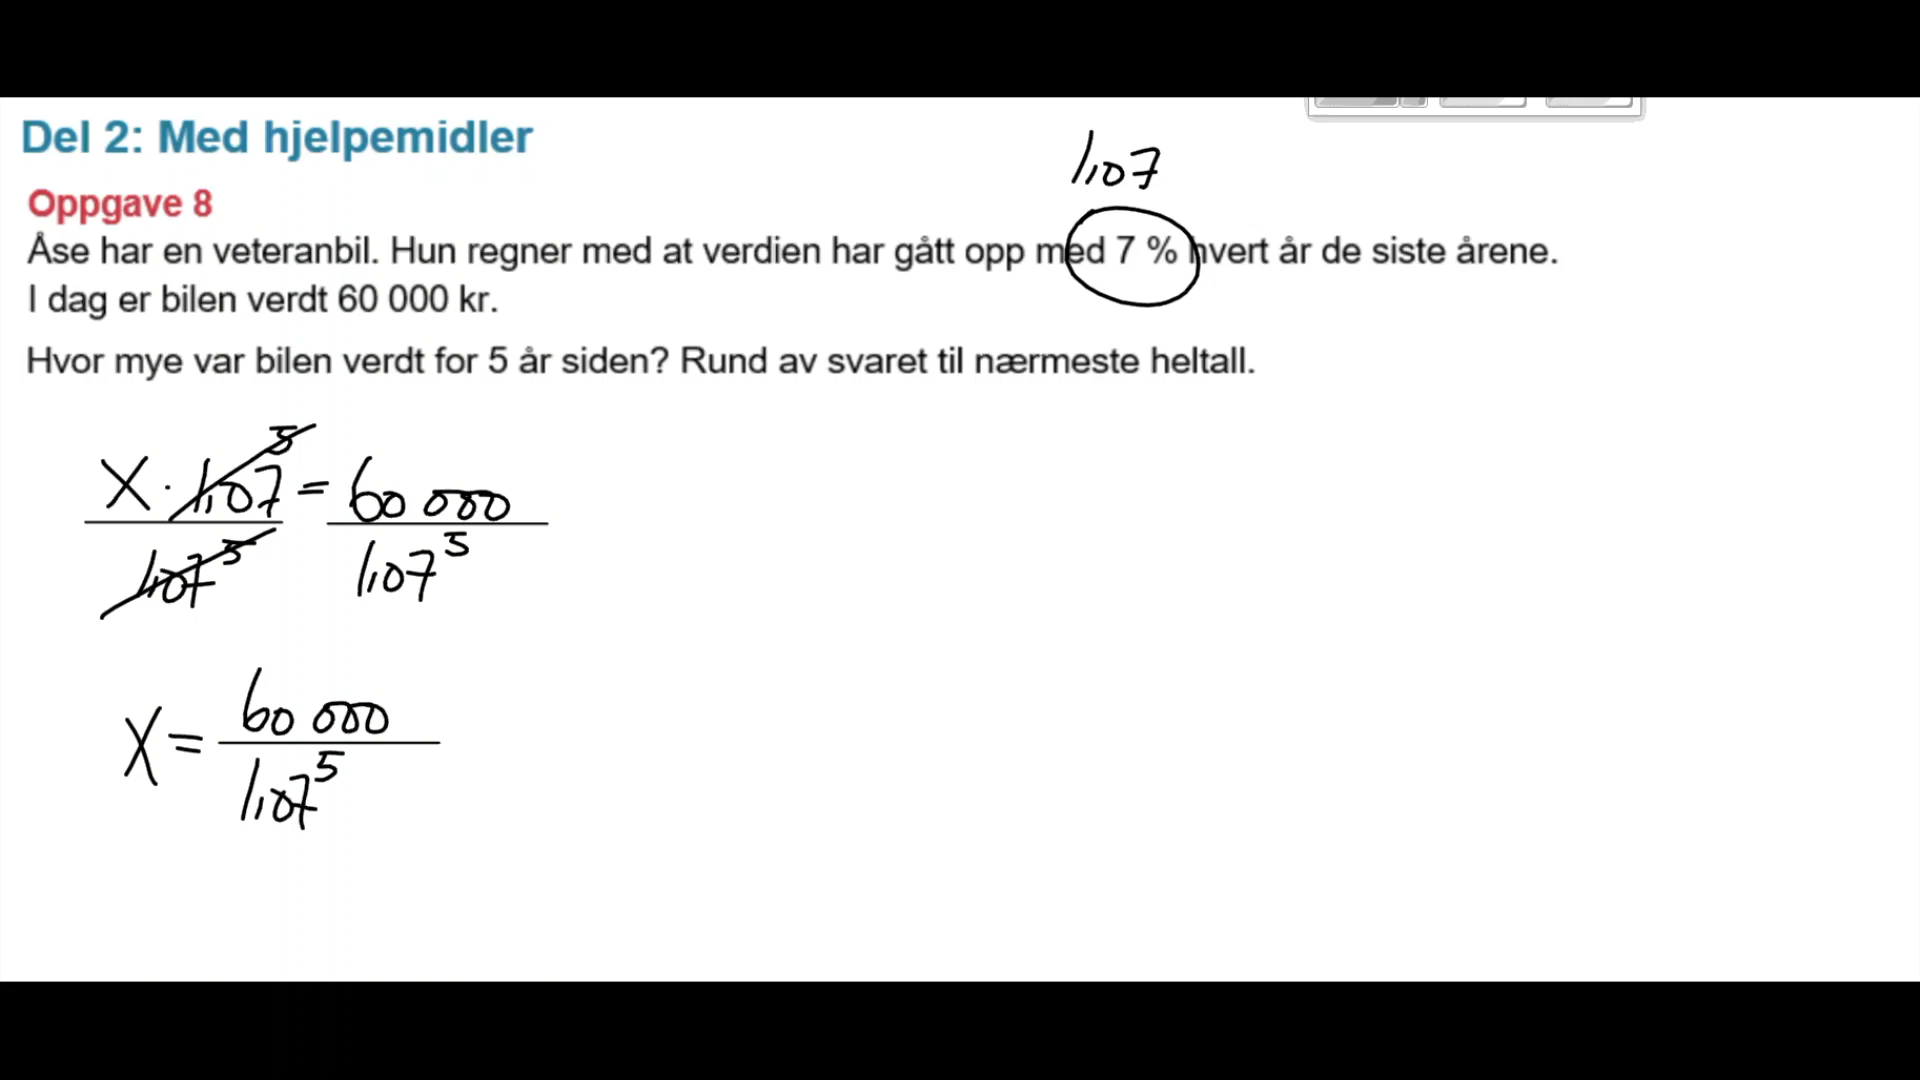 Del 2: Med hjelpemidler
1,07
Oppgave 8
Åse har en veteranbil. Hun regner med at verdien har gått opp med 7 % hvert år de siste årene.
I dag er bilen verdt 60 000 kr.
Hvor mye var bilen verdt for 5 år siden? Rund av svaret til nærmeste heltall.
X · 1,07^5 = 60 000
1,07^5 1,07^5
X = 60 000
1,07^5